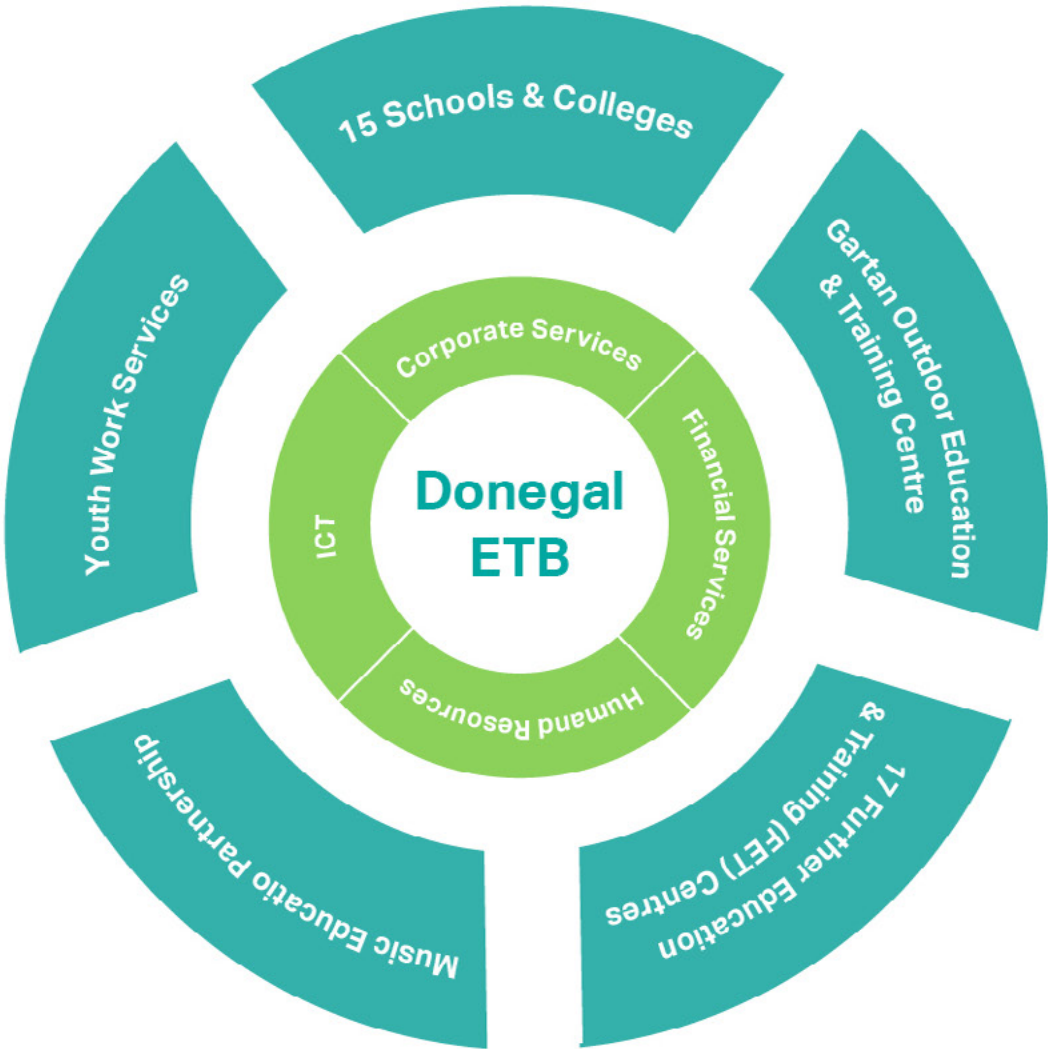 15 Schools & Colleges
Gartan Outdoor Education
& Training Centre
17 Further Education
& Training (FET) Centres
Music Educatio Partnership
Youth Work Services
Corporate Services
Financial Services
Humand Resources
ICT
Donegal
ETB